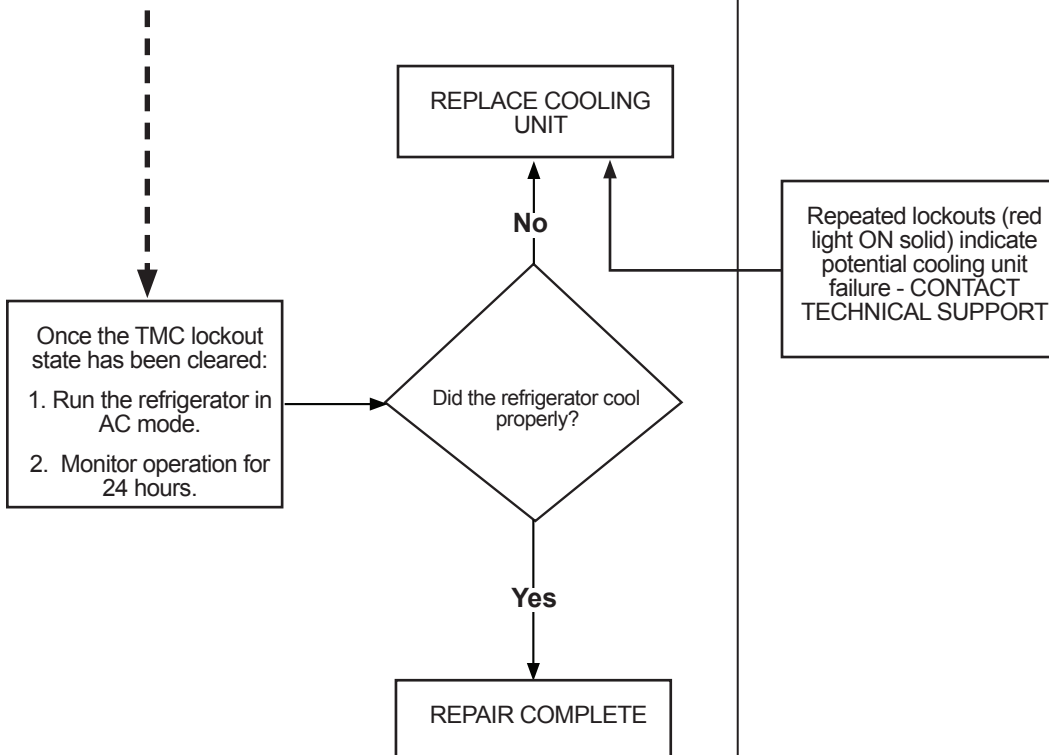 REPLACE COOLING
UNIT
No
Repeated lockouts (red
light ON solid) indicate
potential cooling unit
failure - CONTACT
TECHNICAL SUPPORT
Once the TMC lockout
state has been cleared:
1. Run the refrigerator in
AC mode.
2. Monitor operation for
24 hours.
Did the refrigerator cool
properly?
Yes
REPAIR COMPLETE